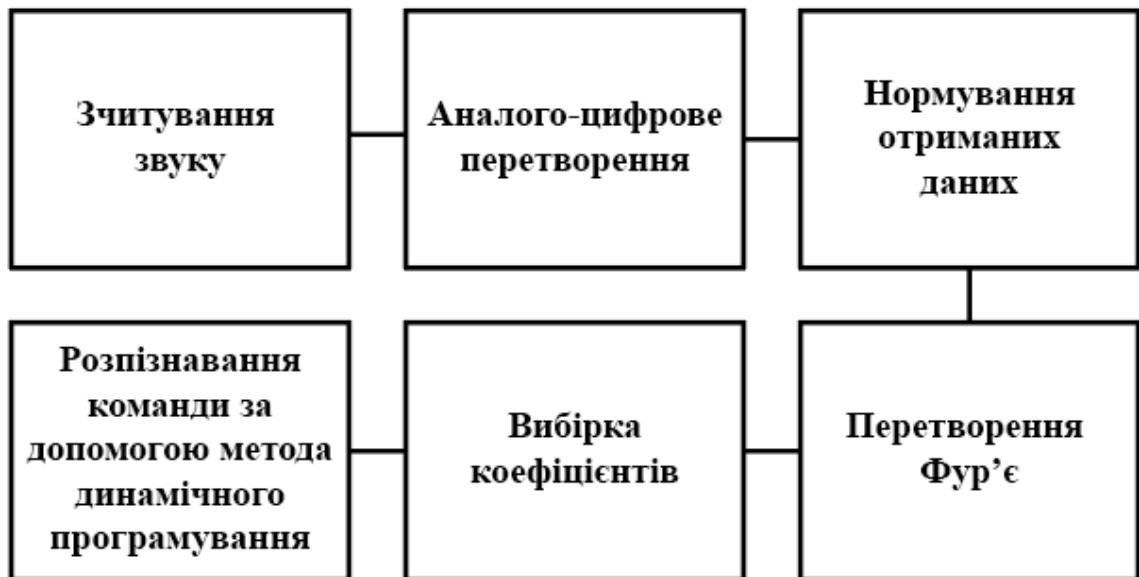 Зчитування
звуку
Аналого-цифрове
перетворення
Нормування
отриманих
даних
Розпізнавання
команди за
допомогою метода
динамічного
програмування
Вибірка
коефіцієнтів
Перетворення
Фур’є